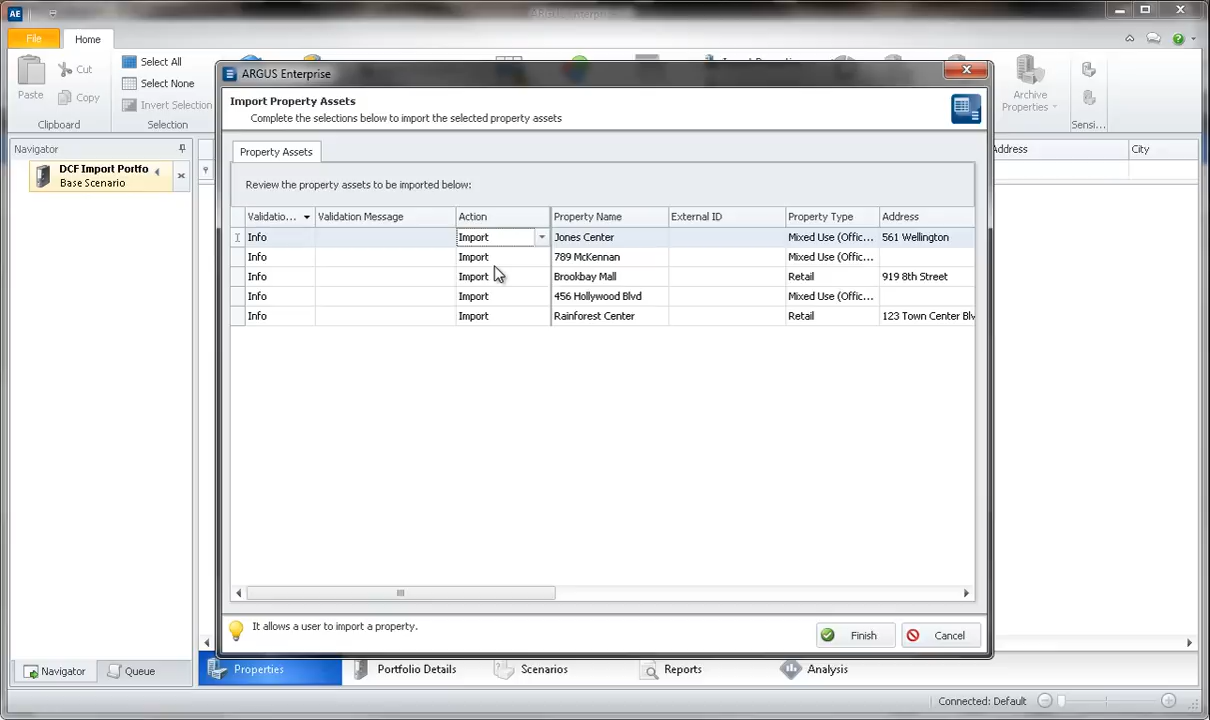 AE
File
Home
Paste
Cut
Copy
Clipboard
Select All
Select None
Invert Selection
Selection
Archive
Properties
Sensi...
Navigator
DCF Import Portfo
Base Scenario
Address
City
ARGUS Enterprise
Import Property Assets
Complete the selections below to import the selected property assets
Property Assets
Review the property assets to be imported below:
Validatio... Validation Message Action Property Name External ID Property Type Address
Info Import Jones Center Mixed Use (Offic... 561 Wellington
Info Import 789 McKennan Mixed Use (Offic...
Info Import Brookbay Mall Retail 919 8th Street
Info Import 456 Hollywood Blvd Mixed Use (Offic...
Info Import Rainforest Center Retail 123 Town Center Blv
It allows a user to import a property.
Finish
Cancel
Navigator
Queue
Properties
Portfolio Details
Scenarios
Reports
Analysis
Connected: Default